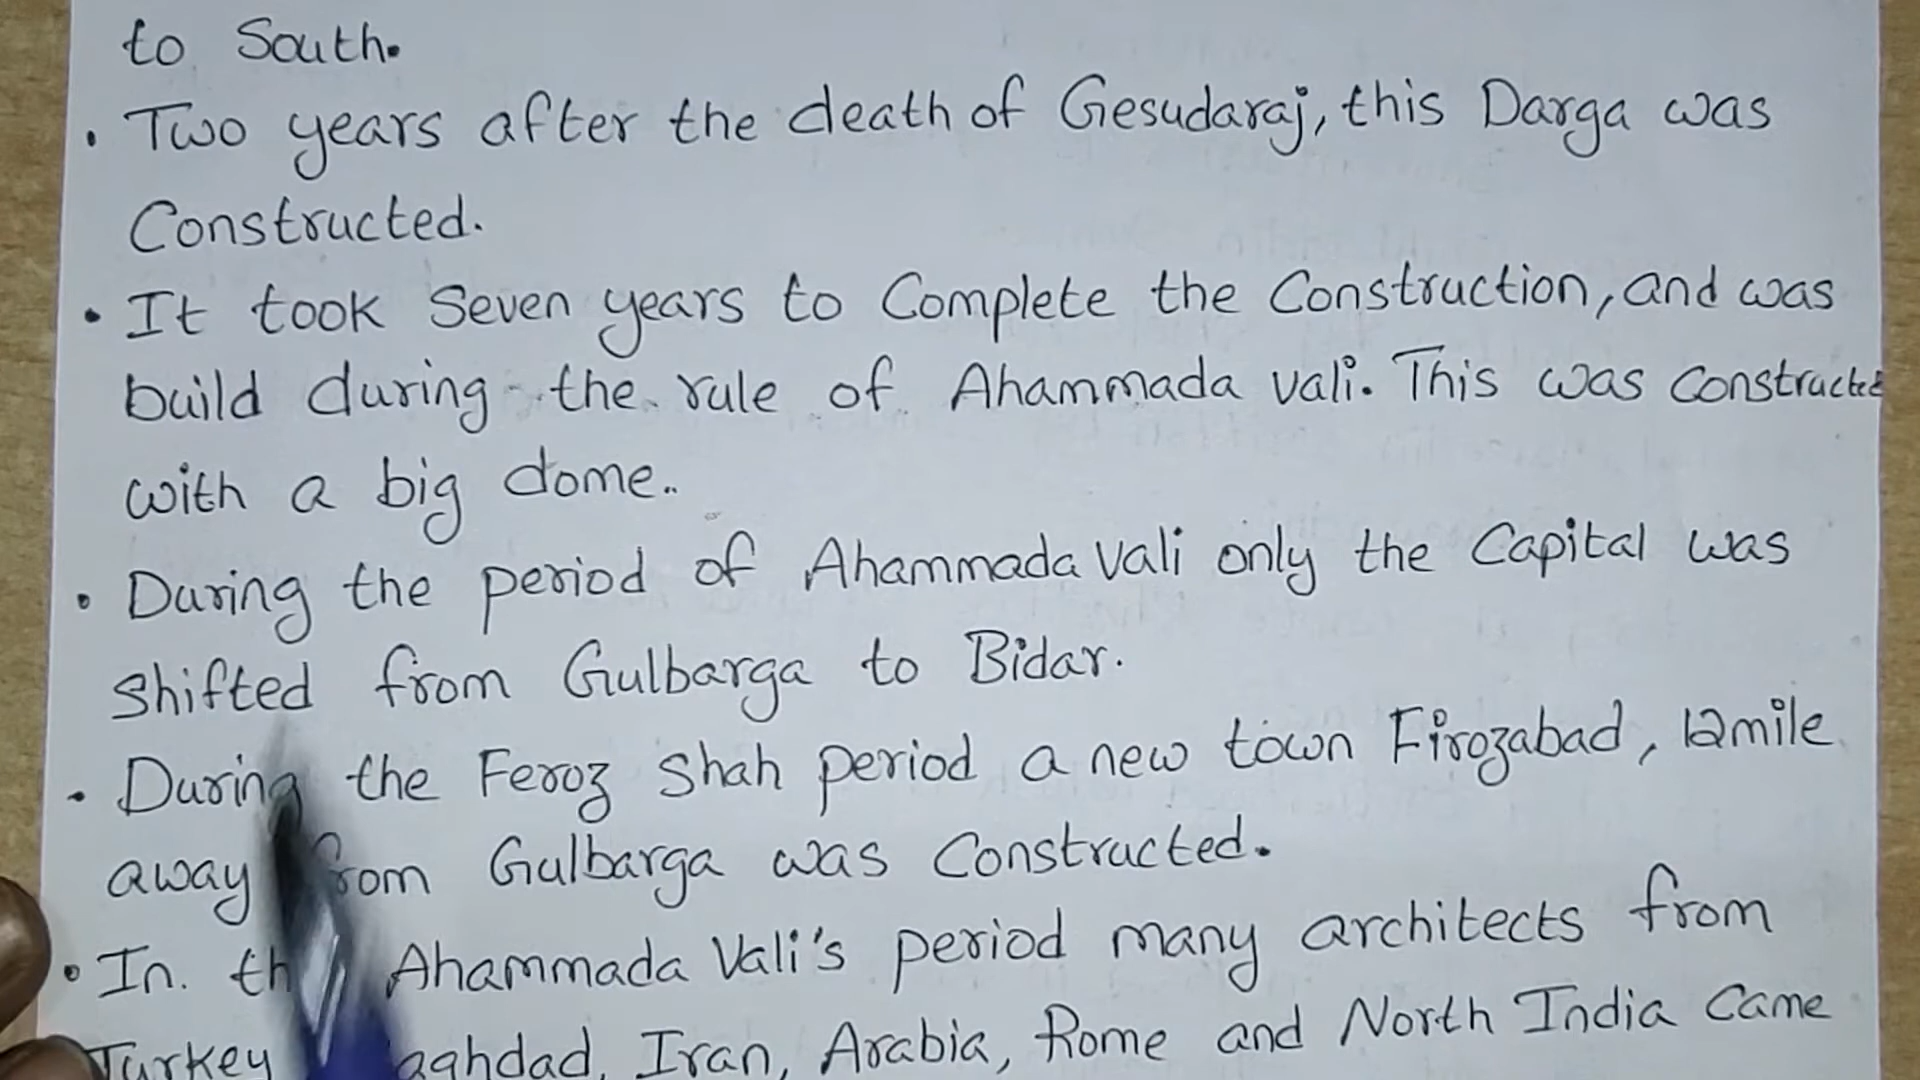 to South.
• Two years after the death of Gesudaraj, this Darga was
Constructed.
• It took Seven years to Complete the Construction, and was
build during the rule of Ahammada vali. This was constructed
with a big dome..
• During the period of Ahammada Vali only the Capital was
Shifted from Gulbarga to Bidar.
• During the Feroz Shah period a new town Firozabad, 12mile
away from Gulbarga was Constructed.
• In. the Ahammada Vali's period many architects from
Turkey Baghdad, Iran, Arabia, Rome and North India Came